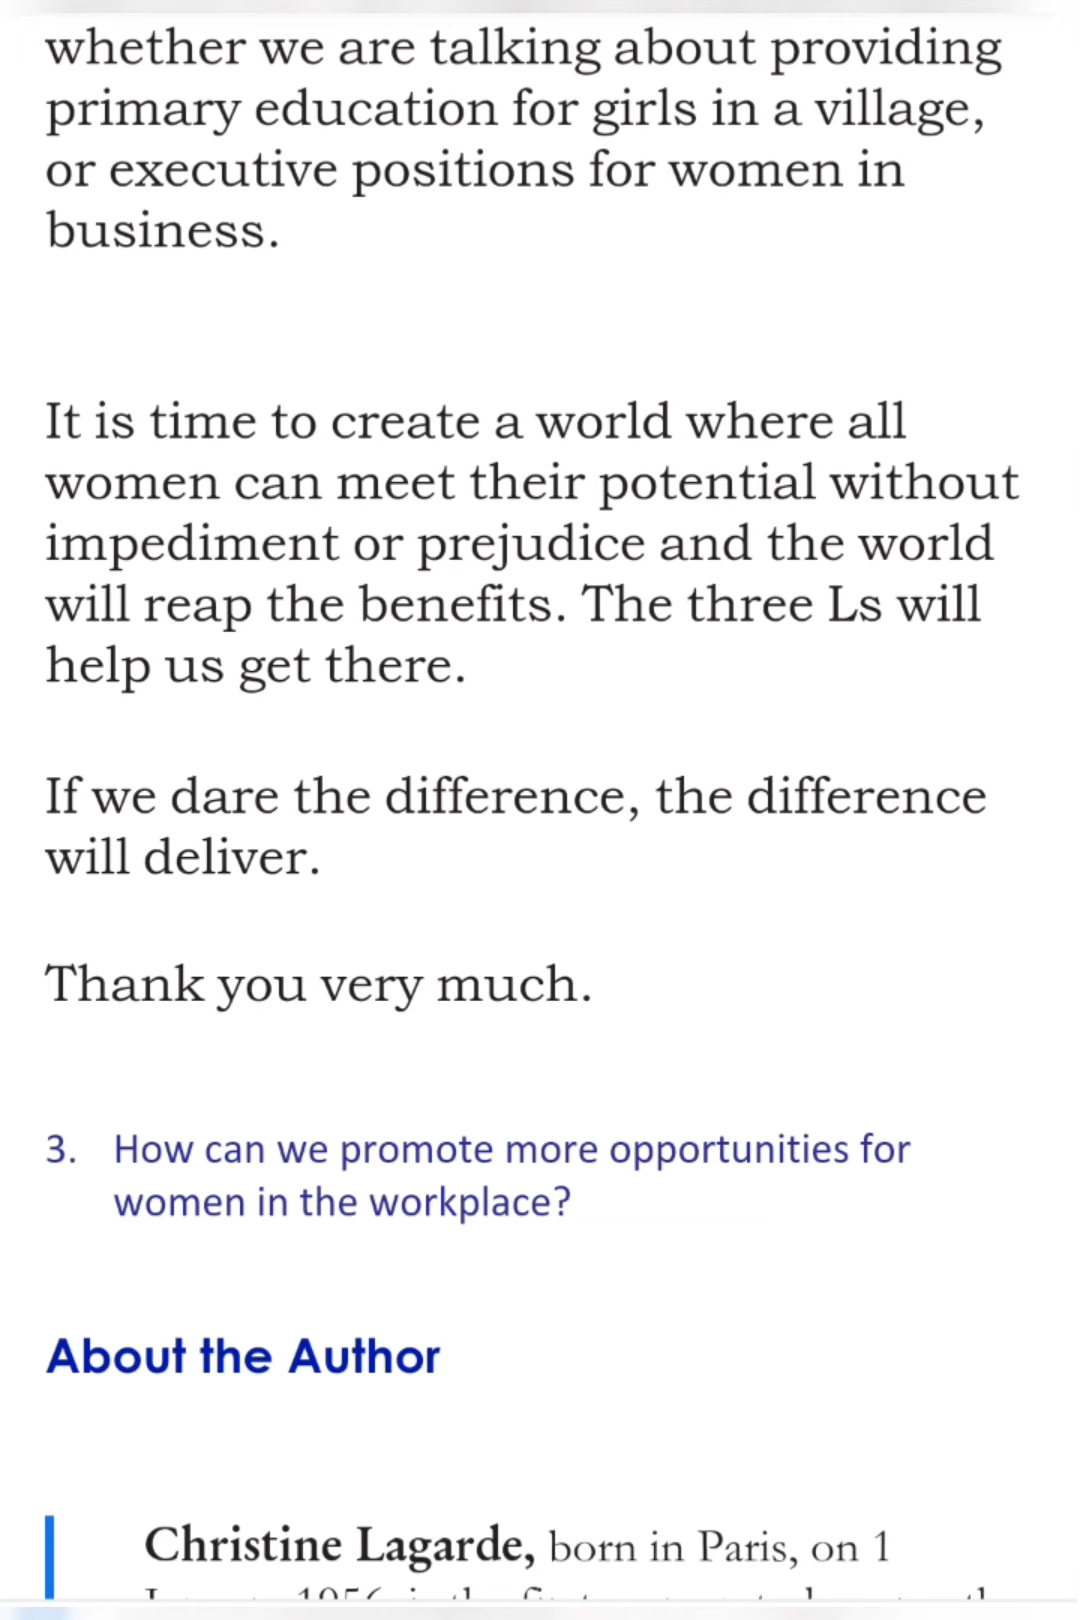 whether we are talking about providing
primary education for girls in a village,
or executive positions for women in
business.
It is time to create a world where all
women can meet their potential without
impediment or prejudice and the world
will reap the benefits. The three Ls will
help us get there.
If we dare the difference, the difference
will deliver.
Thank you very much.
3. How can we promote more opportunities for
women in the workplace?
About the Author
Christine Lagarde, born in Paris, on 1